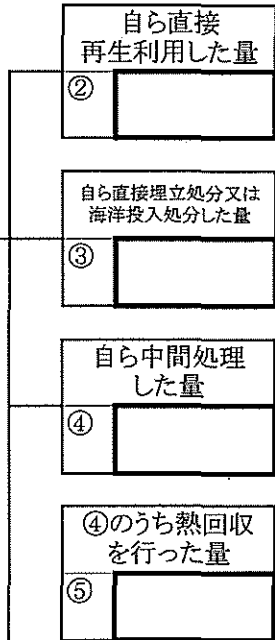 自ら直接
再生利用した量
②
自ら直接埋立処分又は
海洋投入処分した量
③
自ら中間処理
した量
④
④のうち熱回収
を行った量
⑤